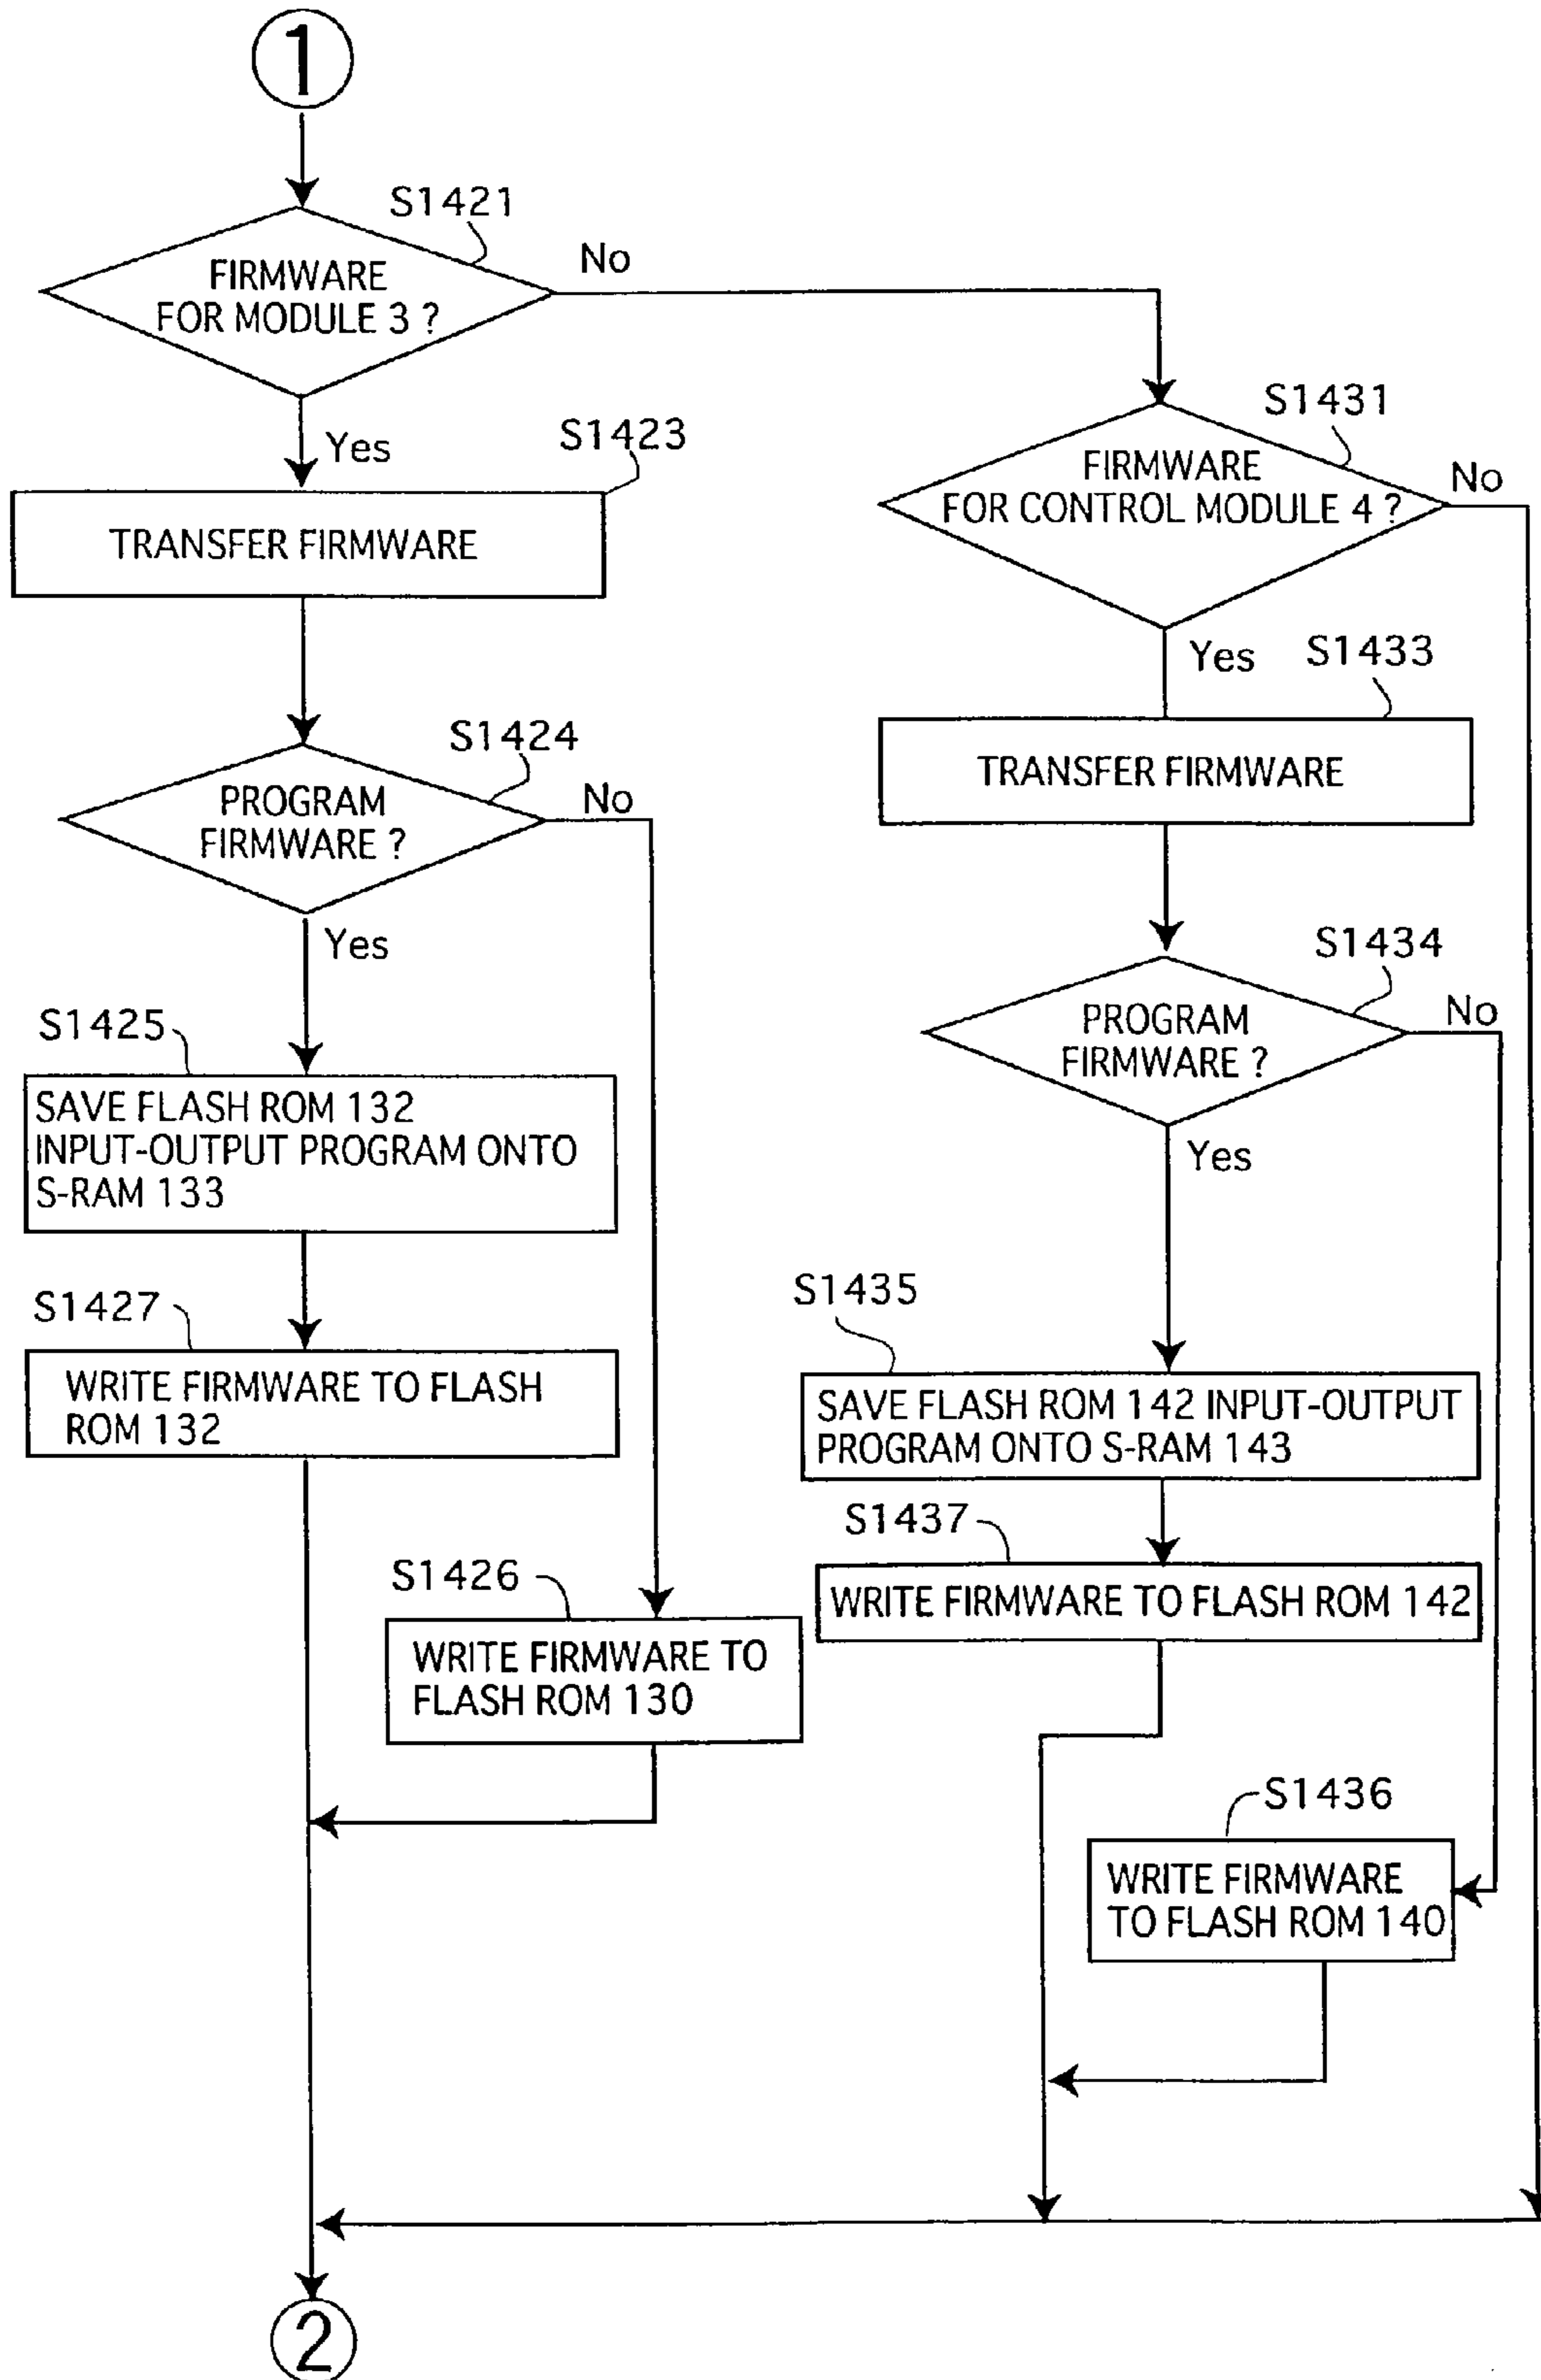 1
S1421
FIRMWARE
FOR MODULE 3 ?
No
Yes
S1423
TRANSFER FIRMWARE
S1424
PROGRAM
FIRMWARE ?
No
Yes
S1425
SAVE FLASH ROM 132
INPUT-OUTPUT PROGRAM ONTO
S-RAM 133
S1427
WRITE FIRMWARE TO FLASH
ROM 132
S1426
WRITE FIRMWARE TO
FLASH ROM 130
S1431
FIRMWARE
FOR CONTROL MODULE 4 ?
No
Yes
S1433
TRANSFER FIRMWARE
S1434
PROGRAM
FIRMWARE ?
No
Yes
S1435
SAVE FLASH ROM 142 INPUT-OUTPUT
PROGRAM ONTO S-RAM 143
S1437
WRITE FIRMWARE TO FLASH ROM 142
S1436
WRITE FIRMWARE
TO FLASH ROM 140
2